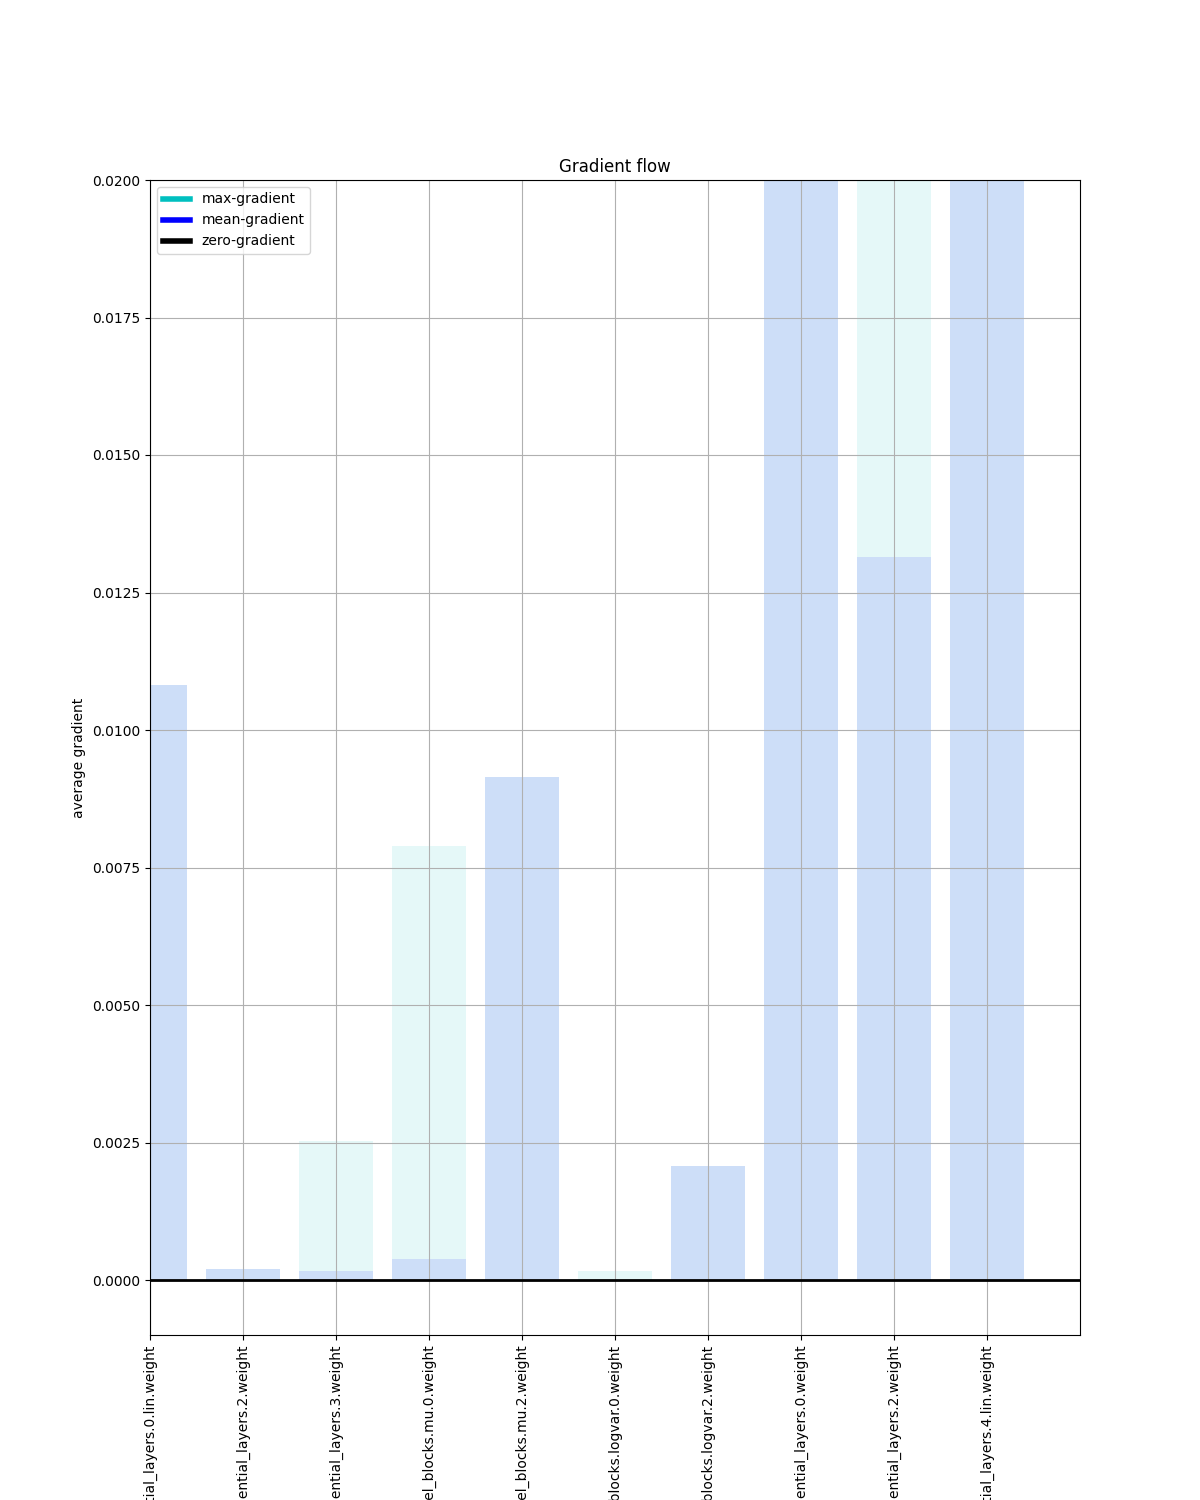 Gradient flow
max-gradient
mean-gradient
zero-gradient
0.0200
0.0175
0.0150
0.0125
0.0100
0.0075
0.0050
0.0025
0.0000
average gradient
tial_layers.0.lin.weight
ential_layers.2.weight
ential_layers.3.weight
el_blocks.mu.0.weight
el_blocks.mu.2.weight
blocks.logvar.0.weight
blocks.logvar.2.weight
ential_layers.0.weight
ential_layers.2.weight
tial_layers.4.lin.weight